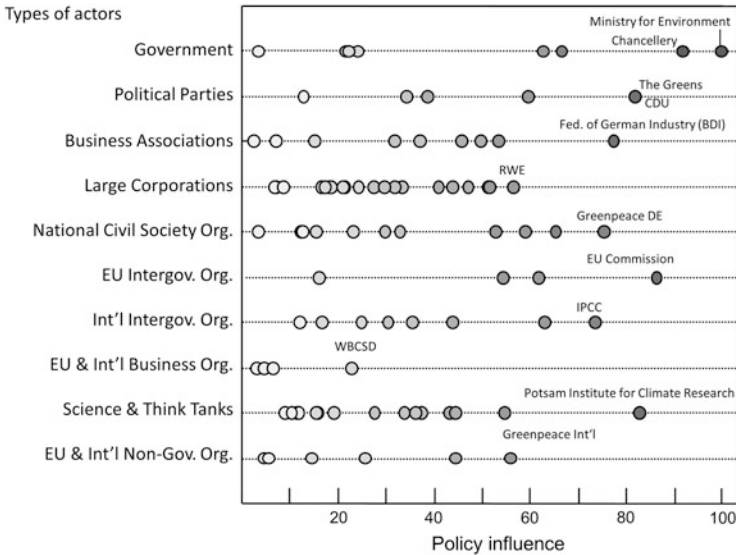 Types of actors
Ministry for Environment
Government
Chancellery
Political Parties
The Greens
CDU
Business Associations
Fed. of German Industry (BDI)
Large Corporations
RWE
National Civil Society Org.
Greenpeace DE
EU Intergov. Org.
EU Commission
Int'l Intergov. Org.
IPCC
EU & Int'l Business Org.
WBCSD
Science & Think Tanks
Potsam Institute for Climate Research
EU & Int'l Non-Gov. Org.
Greenpeace Int'l
20 40 60 80 100
Policy influence